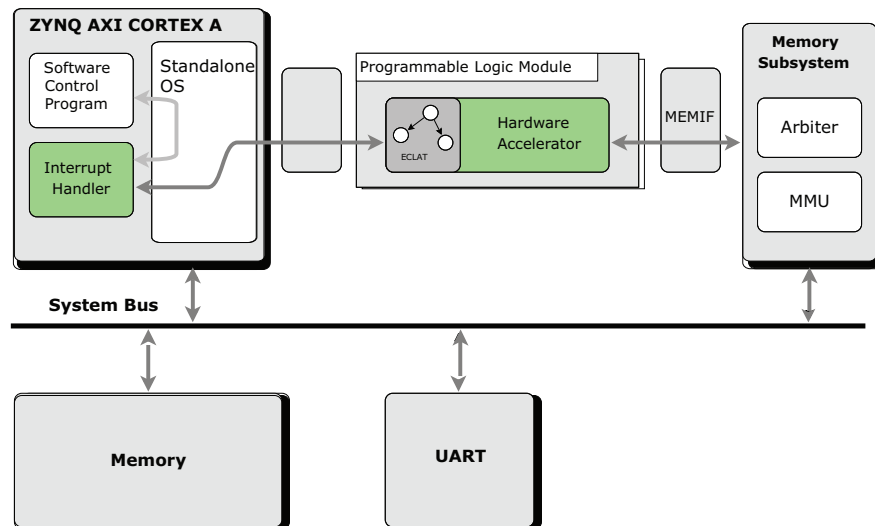 ZYNQ AXI CORTEX A
Software
Control
Program
Standalone
OS
Interrupt
Handler
Programmable Logic Module
ECLAT
Hardware
Accelerator
MEMIF
Memory
Subsystem
Arbiter
MMU
System Bus
Memory
UART